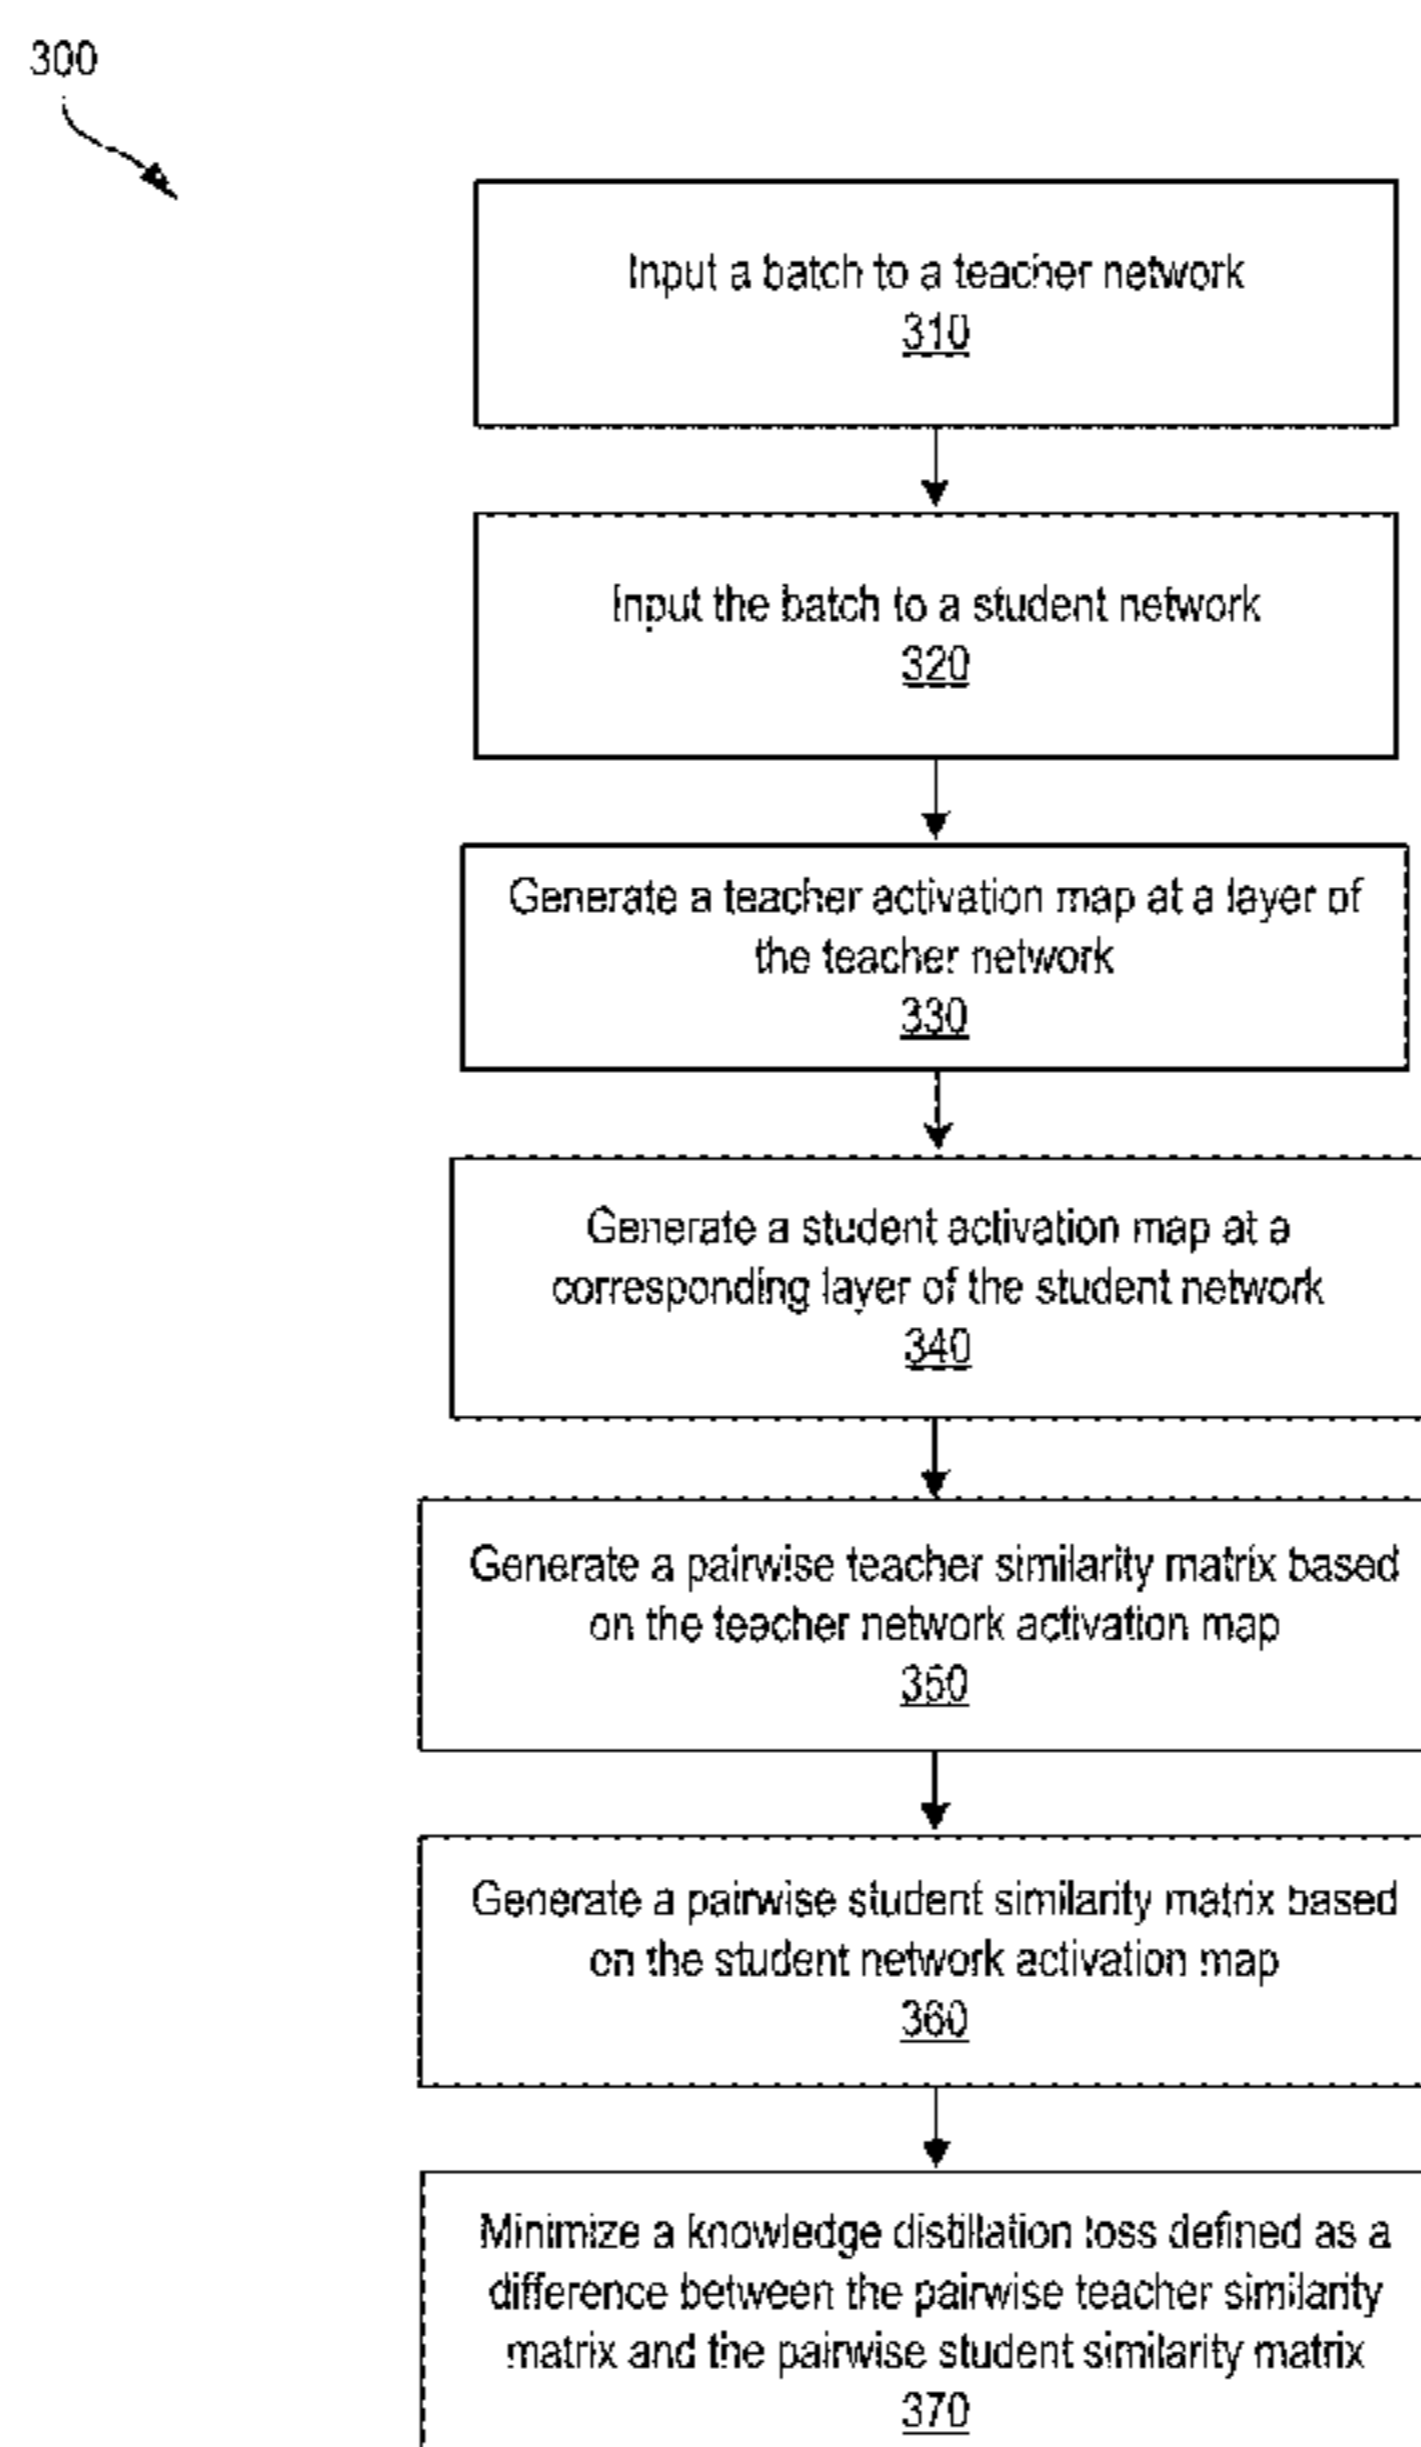 300
Input a batch to a teacher network
310
Input the batch to a student network
320
Generate a teacher activation map at a layer of
the teacher network
330
Generate a student activation map at a
corresponding layer of the student network
340
Generate a pairwise teacher similarity matrix based
on the teacher network activation map
350
Generate a pairwise student similarity matrix based
on the student network activation map
360
Minimize a knowledge distillation loss defined as a
difference between the pairwise teacher similarity
matrix and the pairwise student similarity matrix
370